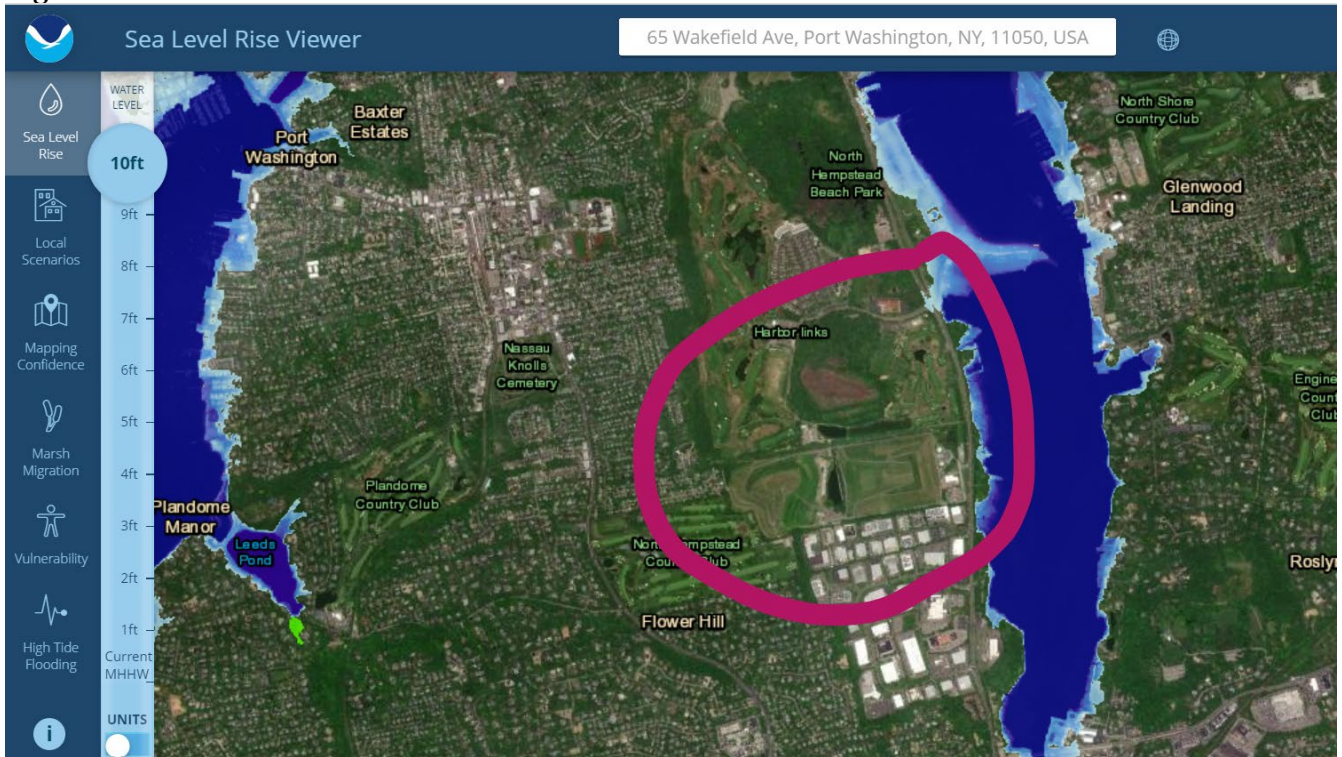 Sea Level Rise Viewer
65 Wakefield Ave, Port Washington, NY, 11050, USA
Sea Level
Rise
Local
Scenarios
Mapping
Confidence
Marsh
Migration
Vulnerability
High Tide
Flooding
i
WATER
LEVEL
10ft
9ft
8ft
7ft
6ft
5ft
4ft
3ft
2ft
1ft
Current
MHHW
UNITS
Baxter
Estates
Port
Washington
North Shore
Country Club
North
Hempstead
Beach Park
Glenwood
Landing
Harbor links
Nassau
Knolls
Cemetery
Engine
Count
Club
Plandome
Country Club
Plandome
Manor
Leeds
Pond
North Hempstead
Country Club
Roslyn
Flower Hill